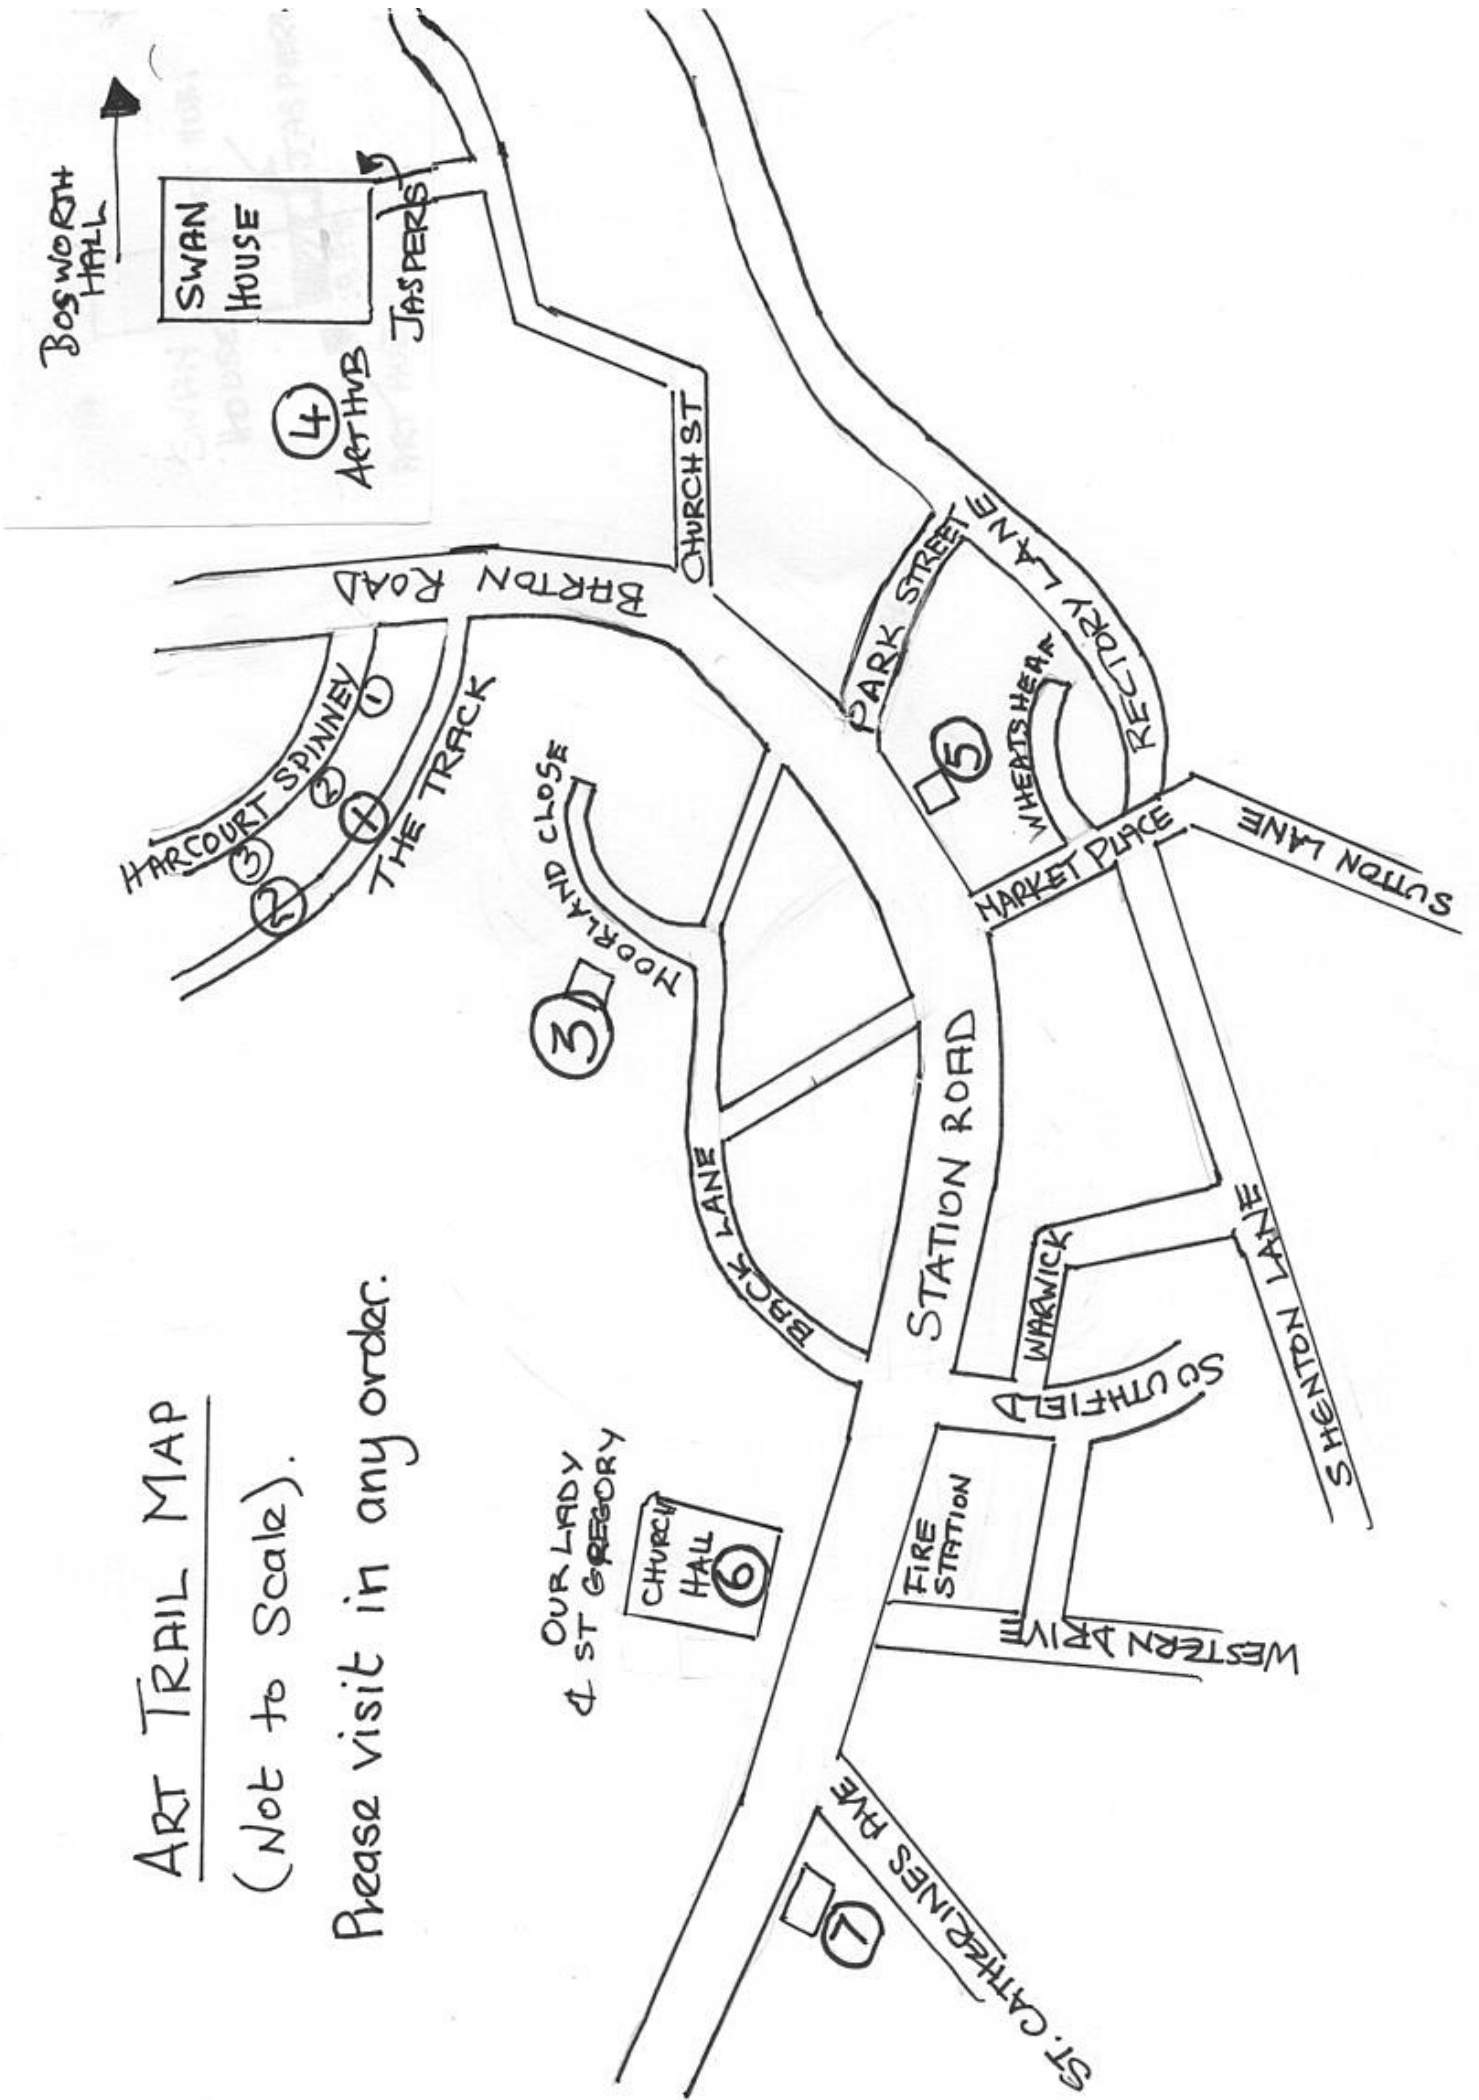 ART TRAIL MAP
(Not to Scale).
Please visit in any order.
BOSWORTH
HALL
SWAN
HOUSE
4
ART HUB
JASPERS
CHURCH ST
BARTON ROAD
HARCOURT SPINNEY
1
2
3
1
2
THE TRACK
MOORLAND CLOSE
3
PARK STREET
RECTORY LANE
5
WHEATSHEAF
MARKET PLACE
SUTTON LANE
BACK LANE
STATION ROAD
WARWICK
SOUTHFIELD
SHENTON LANE
OUR LADY
& ST GREGORY
CHURCH
HALL
6
FIRE
STATION
WESTERN DRIVE
ST. CATHERINES AVE
7